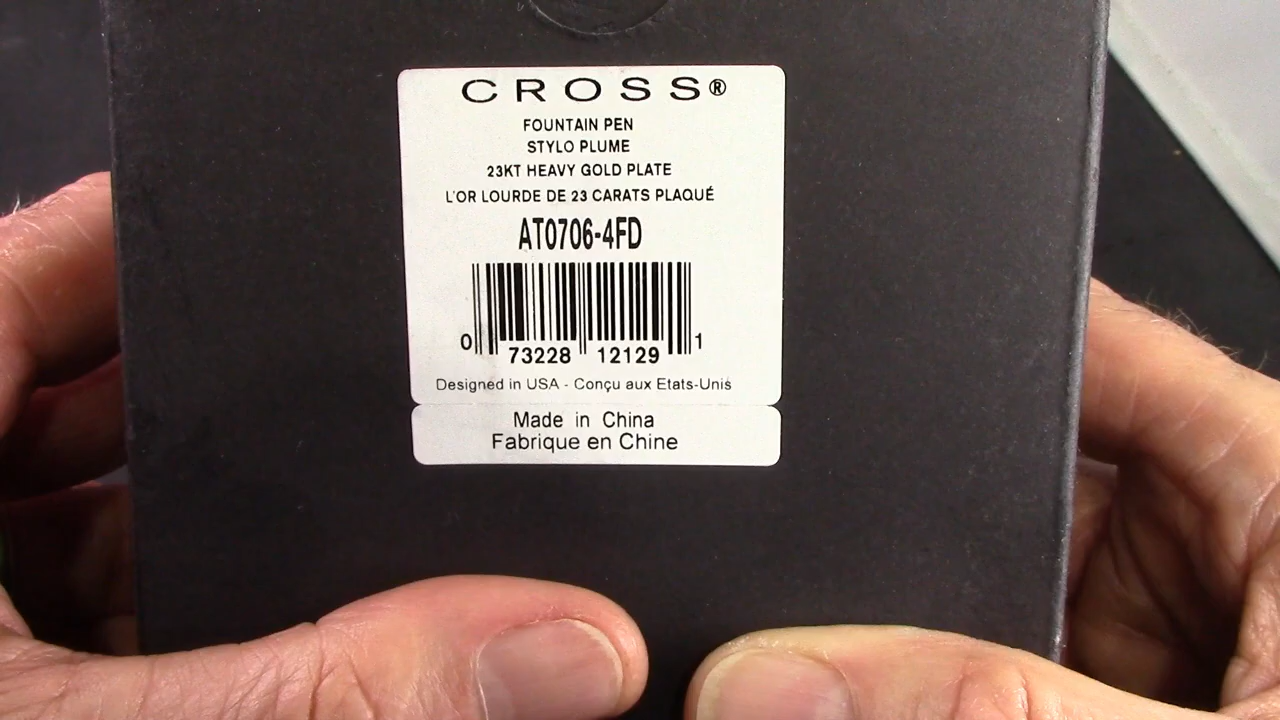 CROSS®
FOUNTAIN PEN
STYLO PLUME
23KT HEAVY GOLD PLATE
L'OR LOURDE DE 23 CARATS PLAQUÉ
AT0706-4FD
0 73228 12129 1
Designed in USA - Conçu aux Etats-Unis
Made in China
Fabrique en Chine